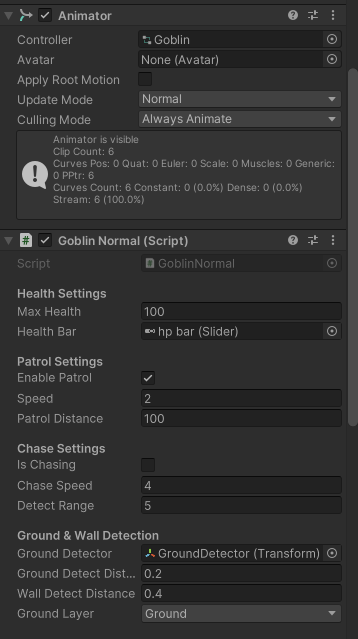 Animator
Controller Goblin
Avatar None (Avatar)
Apply Root Motion
Update Mode Normal
Culling Mode Always Animate
Animator is visible
Clip Count: 6
Curves Pos: 0 Quat: 0 Euler: 0 Scale: 0 Muscles: 0 Generic:
0 PPtr: 6
Curves Count: 6 Constant: 0 (0.0%) Dense: 0 (0.0%)
Stream: 6 (100.0%)
# Goblin Normal (Script)
Script # GoblinNormal
Health Settings
Max Health 100
Health Bar hp bar (Slider)
Patrol Settings
Enable Patrol
Speed 2
Patrol Distance 100
Chase Settings
Is Chasing
Chase Speed 4
Detect Range 5
Ground & Wall Detection
Ground Detector GroundDetector (Transform)
Ground Detect Dist... 0.2
Wall Detect Distance 0.4
Ground Layer Ground